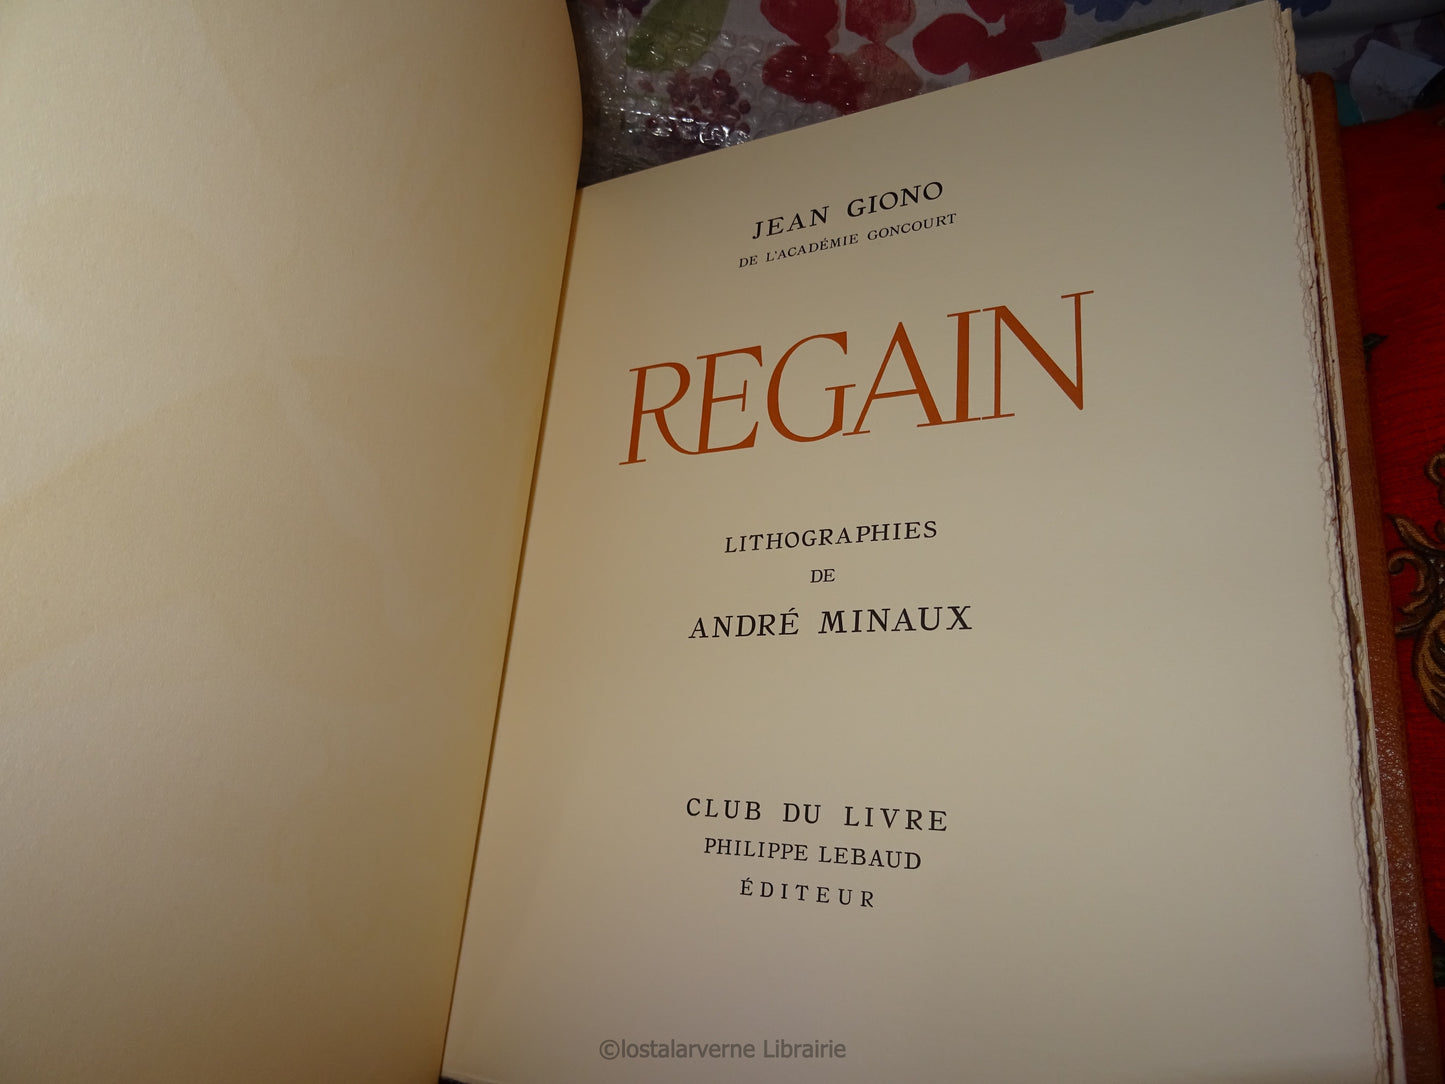 JEAN GIONO
DE L'ACADÉMIE GONCOURT
REGAIN
LITHOGRAPHIES
DE
ANDRÉ MINAUX
CLUB DU LIVRE
PHILIPPE LEBAUD
ÉDITEUR
©lostalarverne Librairie